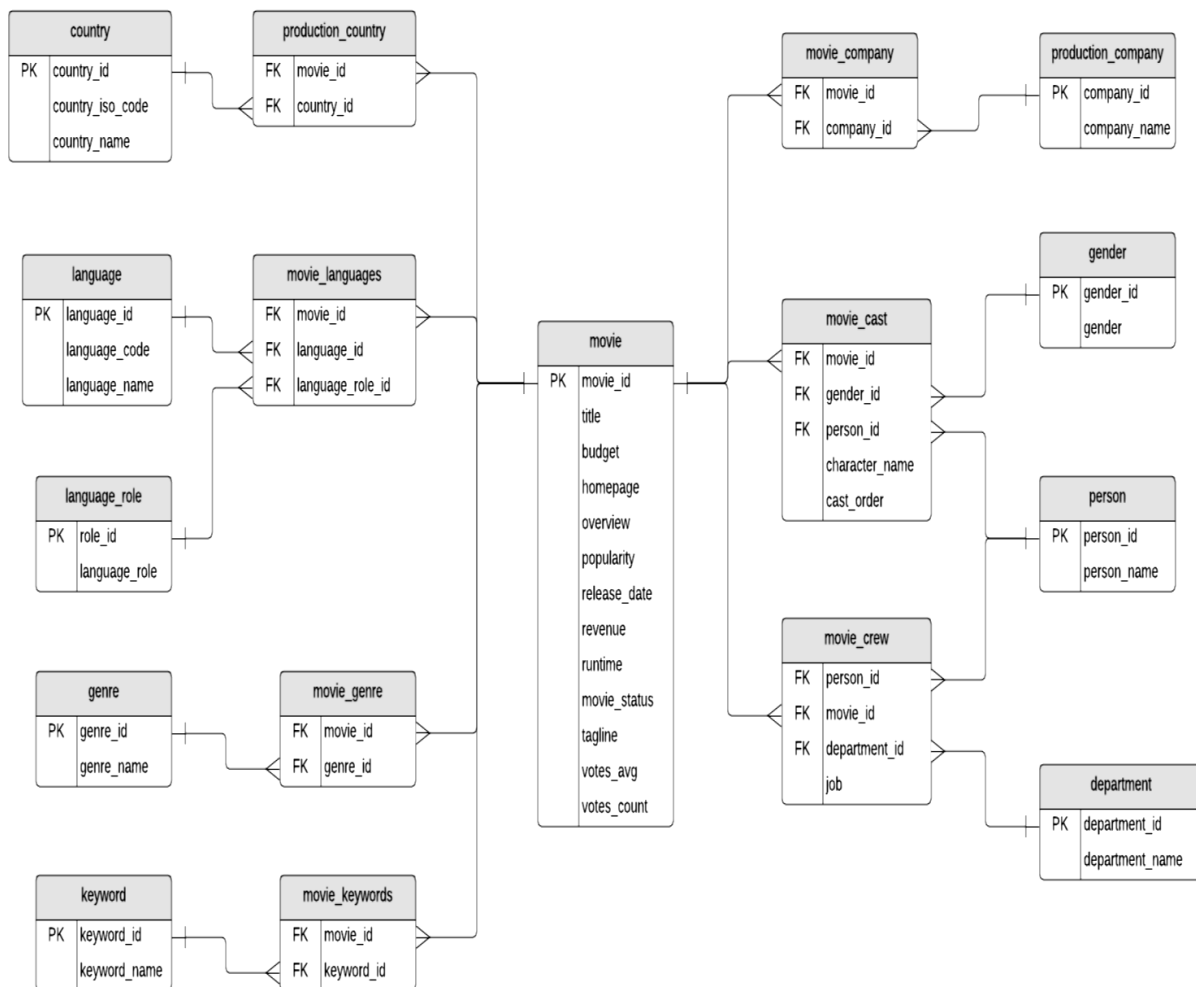 country
PK country_id
country_iso_code
country_name
production_country
FK movie_id
FK country_id
language
PK language_id
language_code
language_name
movie_languages
FK movie_id
FK language_id
FK language_role_id
language_role
PK role_id
language_role
genre
PK genre_id
genre_name
movie_genre
FK movie_id
FK genre_id
keyword
PK keyword_id
keyword_name
movie_keywords
FK movie_id
FK keyword_id
movie
PK movie_id
title
budget
homepage
overview
popularity
release_date
revenue
runtime
movie_status
tagline
votes_avg
votes_count
movie_company
FK movie_id
FK company_id
production_company
PK company_id
company_name
movie_cast
FK movie_id
FK gender_id
FK person_id
character_name
cast_order
gender
PK gender_id
gender
person
PK person_id
person_name
movie_crew
FK person_id
FK movie_id
FK department_id
job
department
PK department_id
department_name